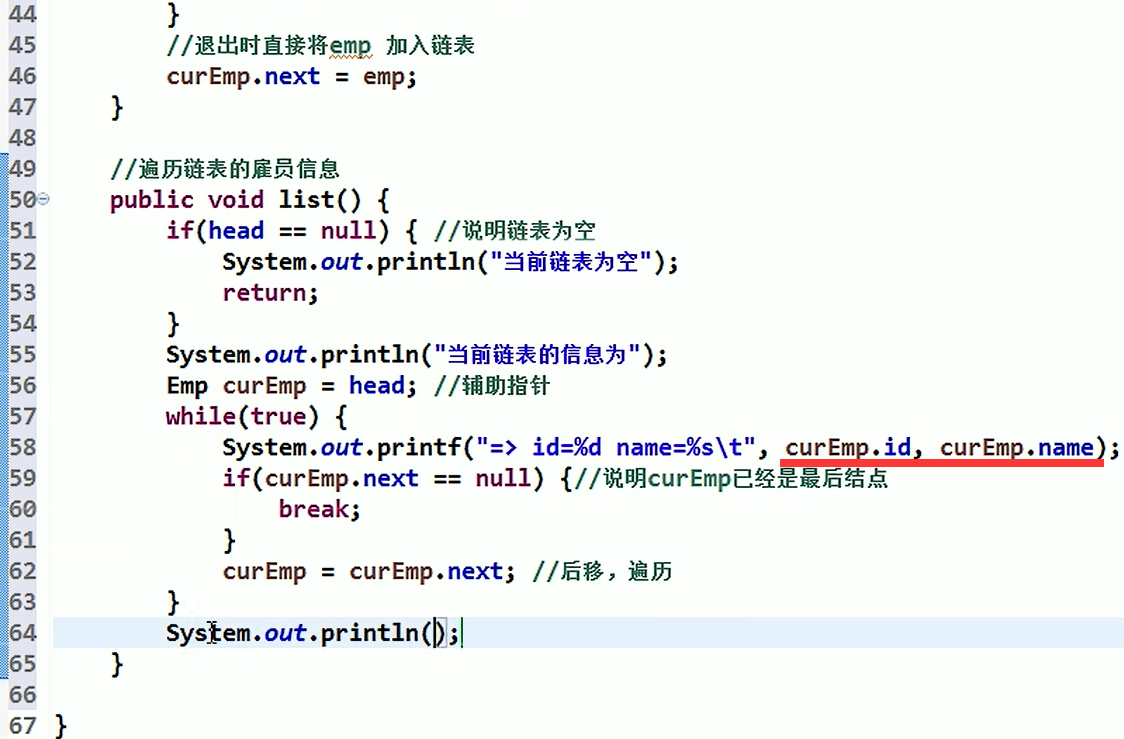 44 }
45 //退出时直接将emp 加入链表
46 curEmp.next = emp;
47 }
48
49 //遍历链表的雇员信息
50 public void list() {
51 if(head == null) { //说明链表为空
52 System.out.println("当前链表为空");
53 return;
54 }
55 System.out.println("当前链表的信息为");
56 Emp curEmp = head; //辅助指针
57 while(true) {
58 System.out.printf("=> id=%d name=%s\t", curEmp.id, curEmp.name);
59 if(curEmp.next == null) {//说明curEmp已经是最后结点
60 break;
61 }
62 curEmp = curEmp.next; //后移，遍历
63 }
64 System.out.println();
65 }
66
67 }